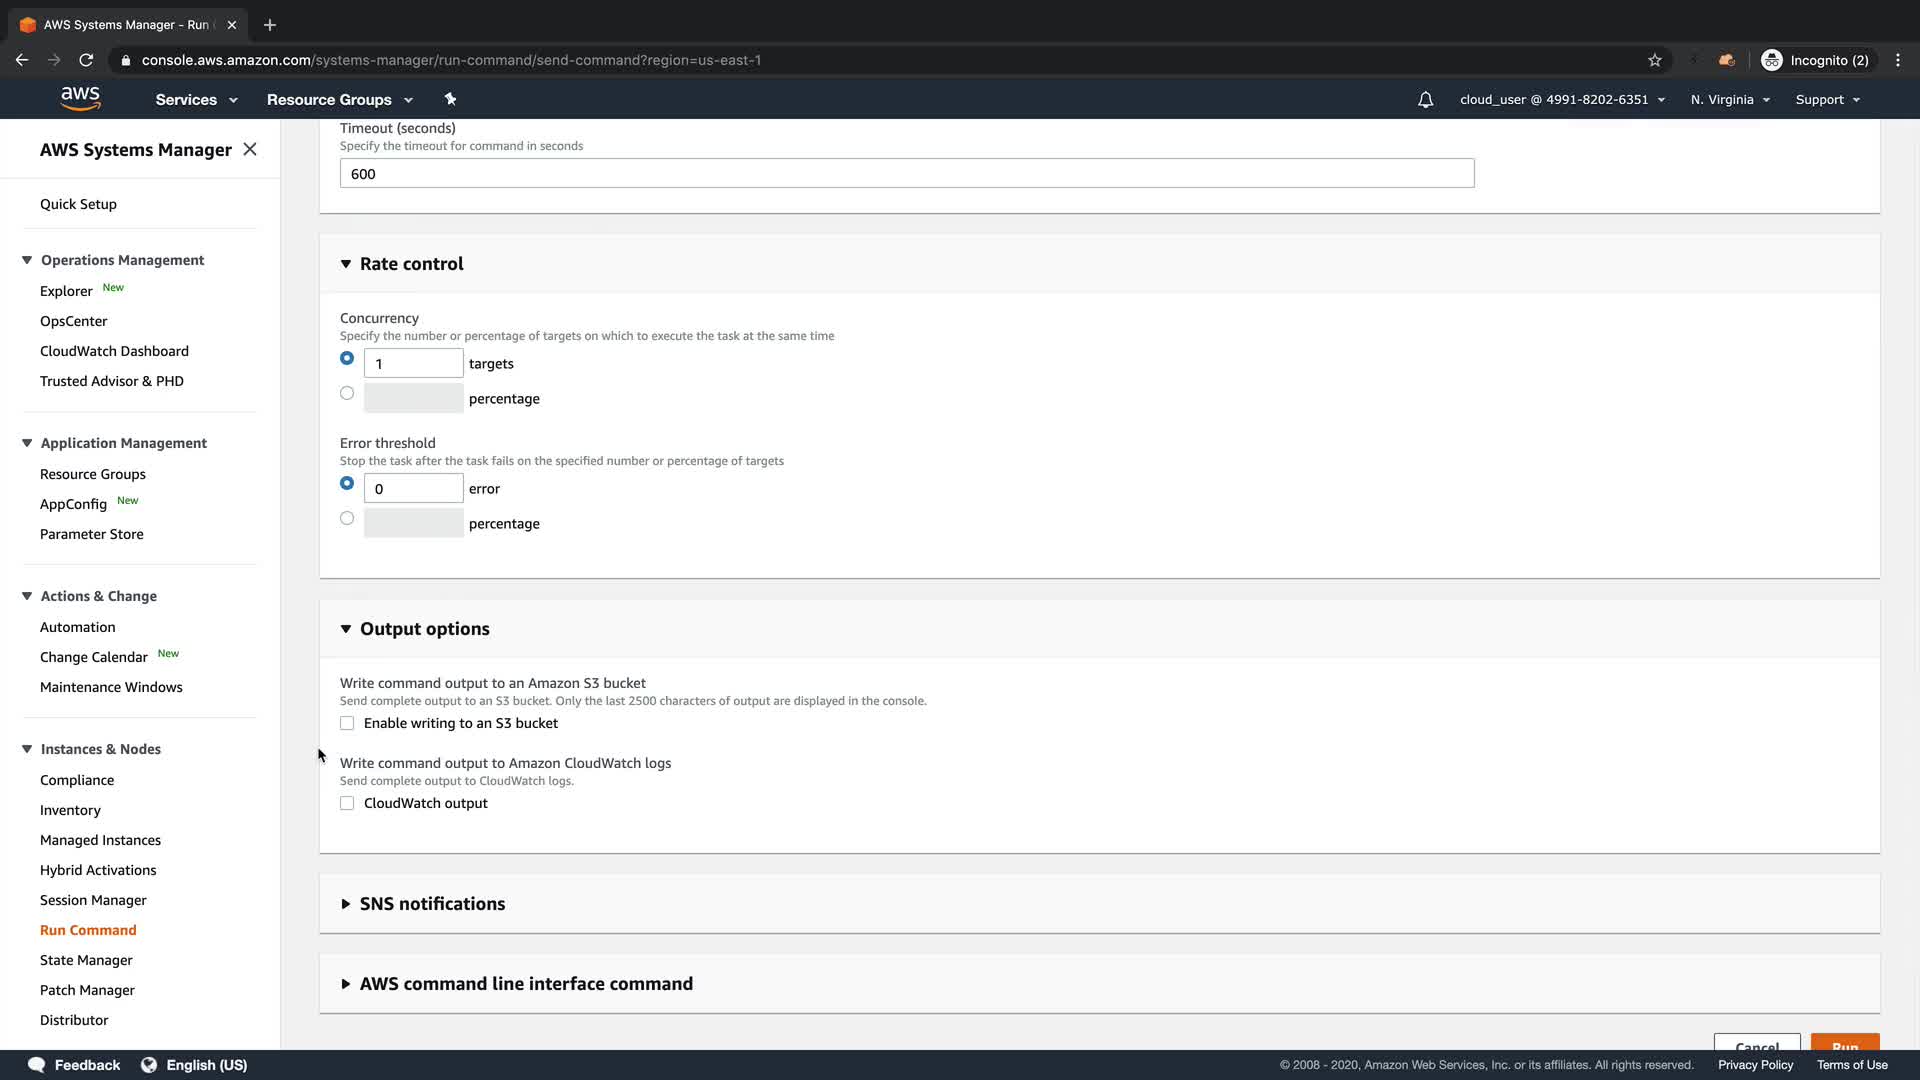 AWS Systems Manager - Run
console.aws.amazon.com/systems-manager/run-command/send-command?region=us-east-1
Incognito (2)
aws
Services
Resource Groups
cloud_user @ 4991-8202-6351
N. Virginia
Support
AWS Systems Manager
Quick Setup
Operations Management
Explorer New
OpsCenter
CloudWatch Dashboard
Trusted Advisor & PHD
Application Management
Resource Groups
AppConfig New
Parameter Store
Actions & Change
Automation
Change Calendar New
Maintenance Windows
Instances & Nodes
Compliance
Inventory
Managed Instances
Hybrid Activations
Session Manager
Run Command
State Manager
Patch Manager
Distributor
Timeout (seconds)
Specify the timeout for command in seconds
600
Rate control
Concurrency
Specify the number or percentage of targets on which to execute the task at the same time
1 targets
percentage
Error threshold
Stop the task after the task fails on the specified number or percentage of targets
0 error
percentage
Output options
Write command output to an Amazon S3 bucket
Send complete output to an S3 bucket. Only the last 2500 characters of output are displayed in the console.
Enable writing to an S3 bucket
Write command output to Amazon CloudWatch logs
Send complete output to CloudWatch logs.
CloudWatch output
SNS notifications
AWS command line interface command
Cancel
Run
Feedback
English (US)
© 2008 - 2020, Amazon Web Services, Inc. or its affiliates. All rights reserved.
Privacy Policy
Terms of Use